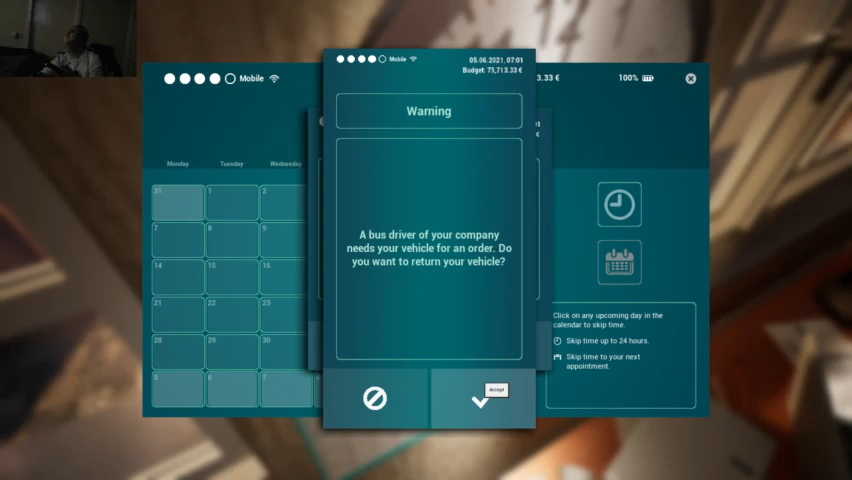 Mobile
3.33 €
100%
Mobile
05.06.2021, 07:01
Budget: 75,713.33 €
Warning
A bus driver of your company
needs your vehicle for an order. Do
you want to return your vehicle?
Accept
Monday Tuesday Wednesday
31 1 2
7 8 9
14 15 16
21 22 23
28 29 30
5 6 7
Click on any upcoming day in the
calendar to skip time.
Skip time up to 24 hours.
Skip time to your next
appointment.